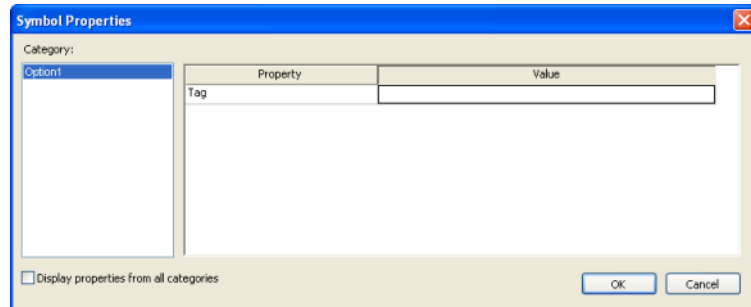 Symbol Properties
Category:
Option1
Property Value
Tag
Display properties from all categories
OK Cancel